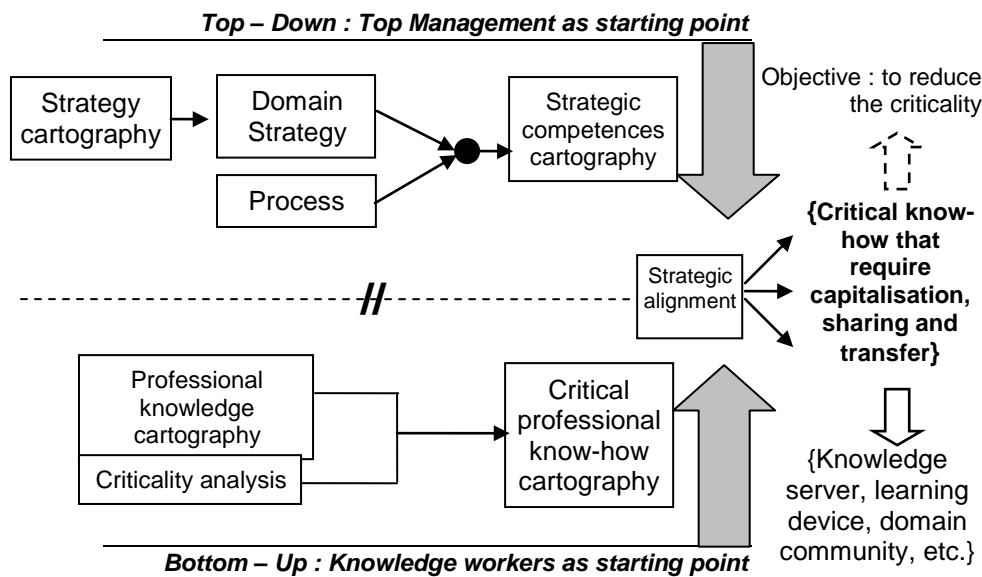 Top – Down : Top Management as starting point
Strategy
cartography
Domain
Strategy
Process
Strategic
competences
cartography
Objective : to reduce
the criticality
{Critical know-
how that
require
capitalisation,
sharing and
transfer}
Strategic
alignment
//
Professional
knowledge
cartography
Criticality analysis
Critical
professional
know-how
cartography
{Knowledge
server, learning
device, domain
community, etc.}
Bottom – Up : Knowledge workers as starting point